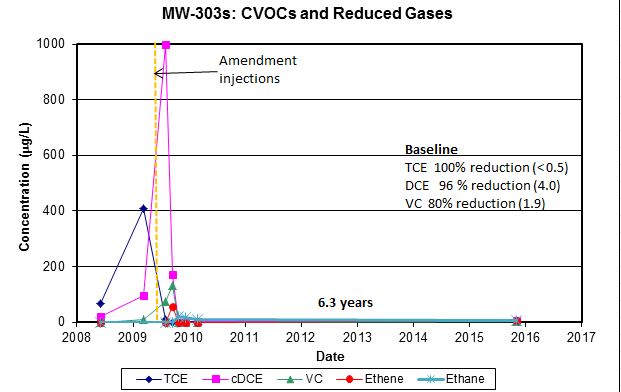 MW-303s: CVOCs and Reduced Gases
1000
800
600
400
200
0
Concentration (µg/L)
Amendment
injections
Baseline
TCE 100% reduction (<0.5)
DCE 96 % reduction (4.0)
VC 80% reduction (1.9)
6.3 years
2008 2009 2010 2011 2012 2013 2014 2015 2016 2017
Date
TCE cDCE VC Ethene Ethane